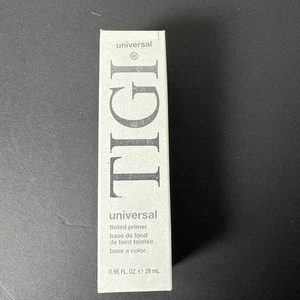 universal
TIGI®
universal
tinted primer
base de fond
de teint teintée
base a color
0.95 FL. OZ. ℮ 28 mL